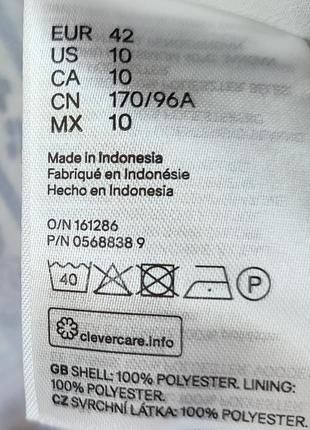 EUR 42
US 10
CA 10
CN 170/96A
MX 10
Made in Indonesia
Fabriqué en Indonésie
Hecho en Indonesia
O/N 161286
P/N 0568838 9
40 P
clevercare.info
GB SHELL: 100% POLYESTER. LINING:
100% POLYESTER.
CZ SVRCHNÍ LÁTKA: 100% POLYESTER.